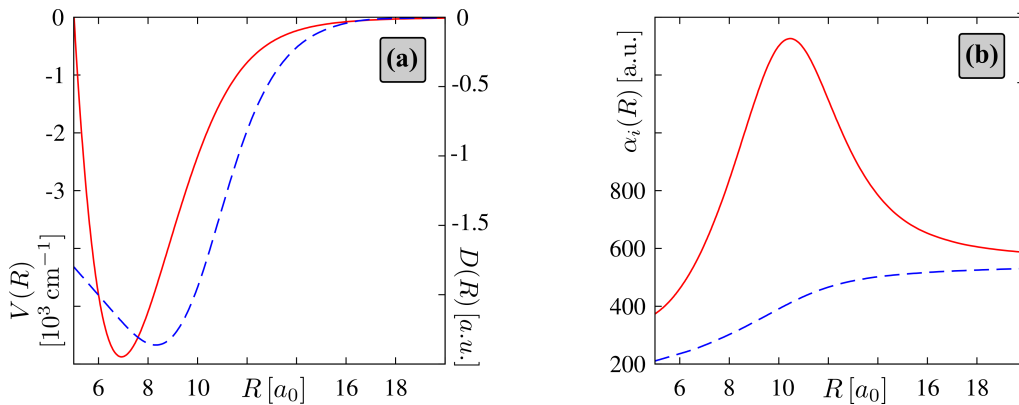 0
-1
-2
-3
V(R)
[10³ cm⁻¹]
6
8
10
R [a₀]
16
18
0
-0.5
-1
-1.5
D(R) [a.u.]
(a)
αᵢ(R) [a.u.]
800
600
400
200
6
8
10
R [a₀]
16
18
(b)